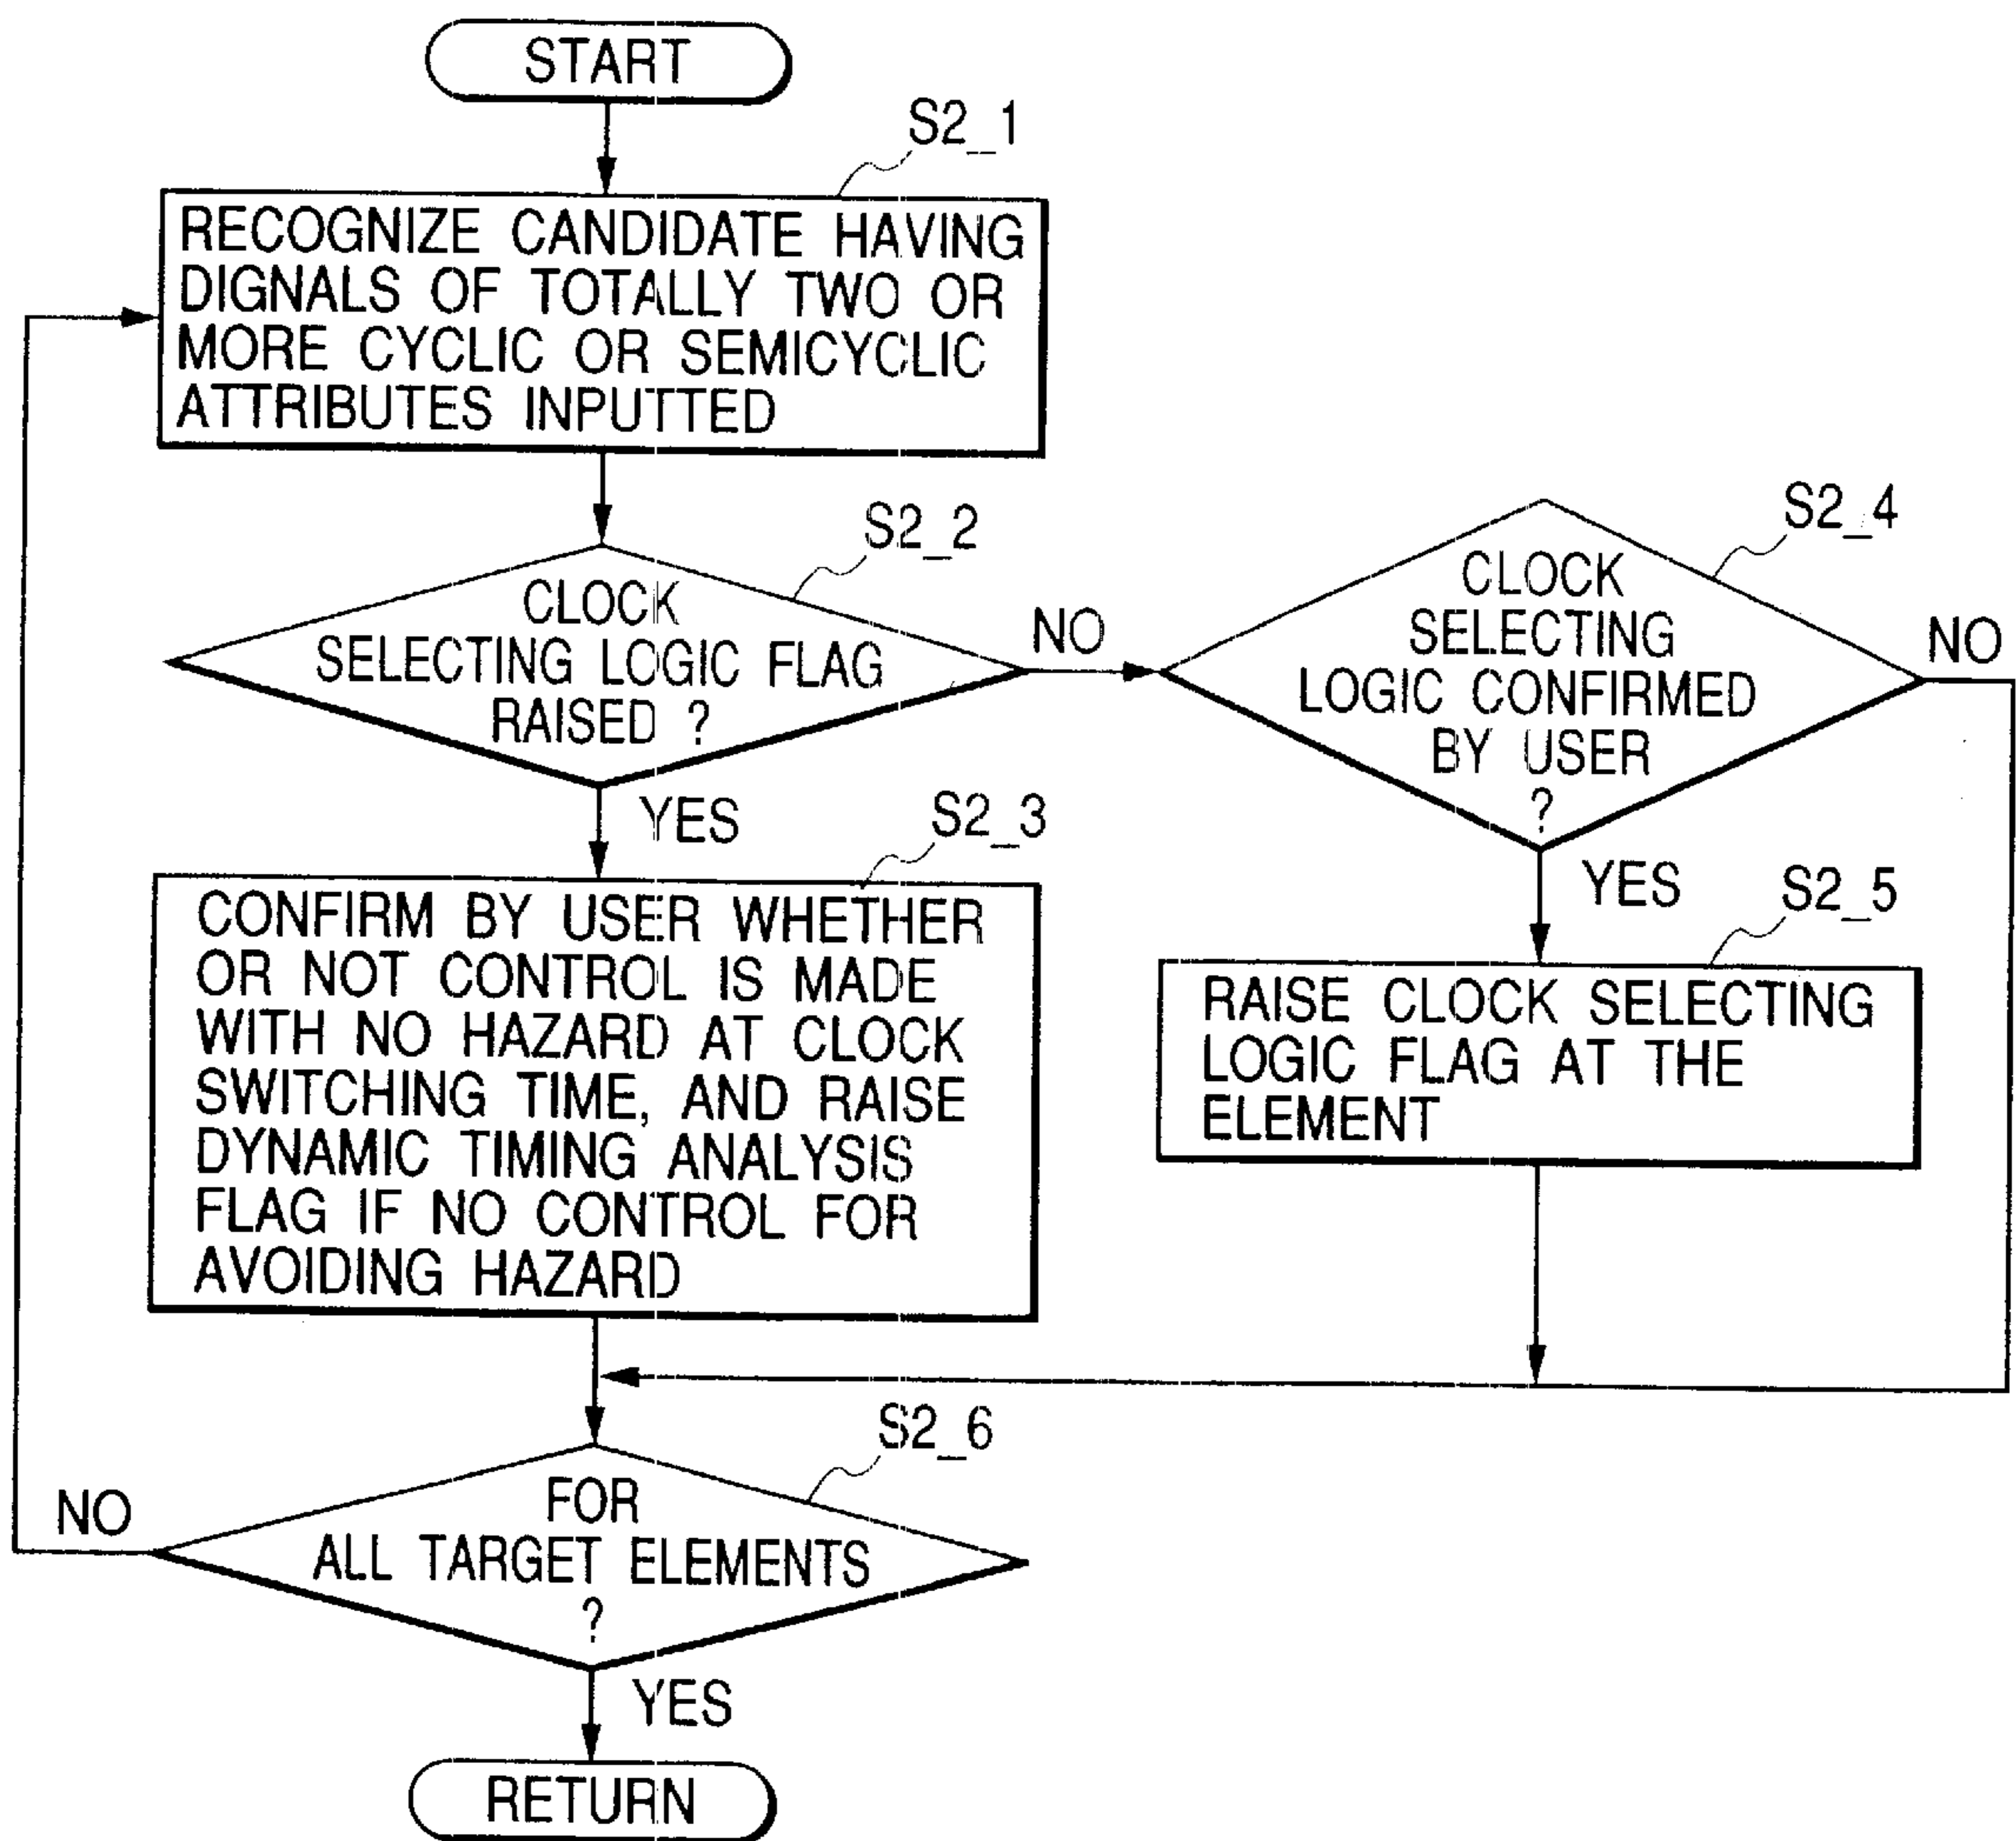 START
S2_1
RECOGNIZE CANDIDATE HAVING
DIGNALS OF TOTALLY TWO OR
MORE CYCLIC OR SEMICYCLIC
ATTRIBUTES INPUTTED
S2_2
CLOCK
SELECTING LOGIC FLAG
RAISED ?
NO
YES
S2_4
CLOCK
SELECTING
LOGIC CONFIRMED
BY USER
?
NO
YES
S2_3
CONFIRM BY USER WHETHER
OR NOT CONTROL IS MADE
WITH NO HAZARD AT CLOCK
SWITCHING TIME, AND RAISE
DYNAMIC TIMING ANALYSIS
FLAG IF NO CONTROL FOR
AVOIDING HAZARD
S2_5
RAISE CLOCK SELECTING
LOGIC FLAG AT THE
ELEMENT
S2_6
FOR
ALL TARGET ELEMENTS
?
NO
YES
RETURN